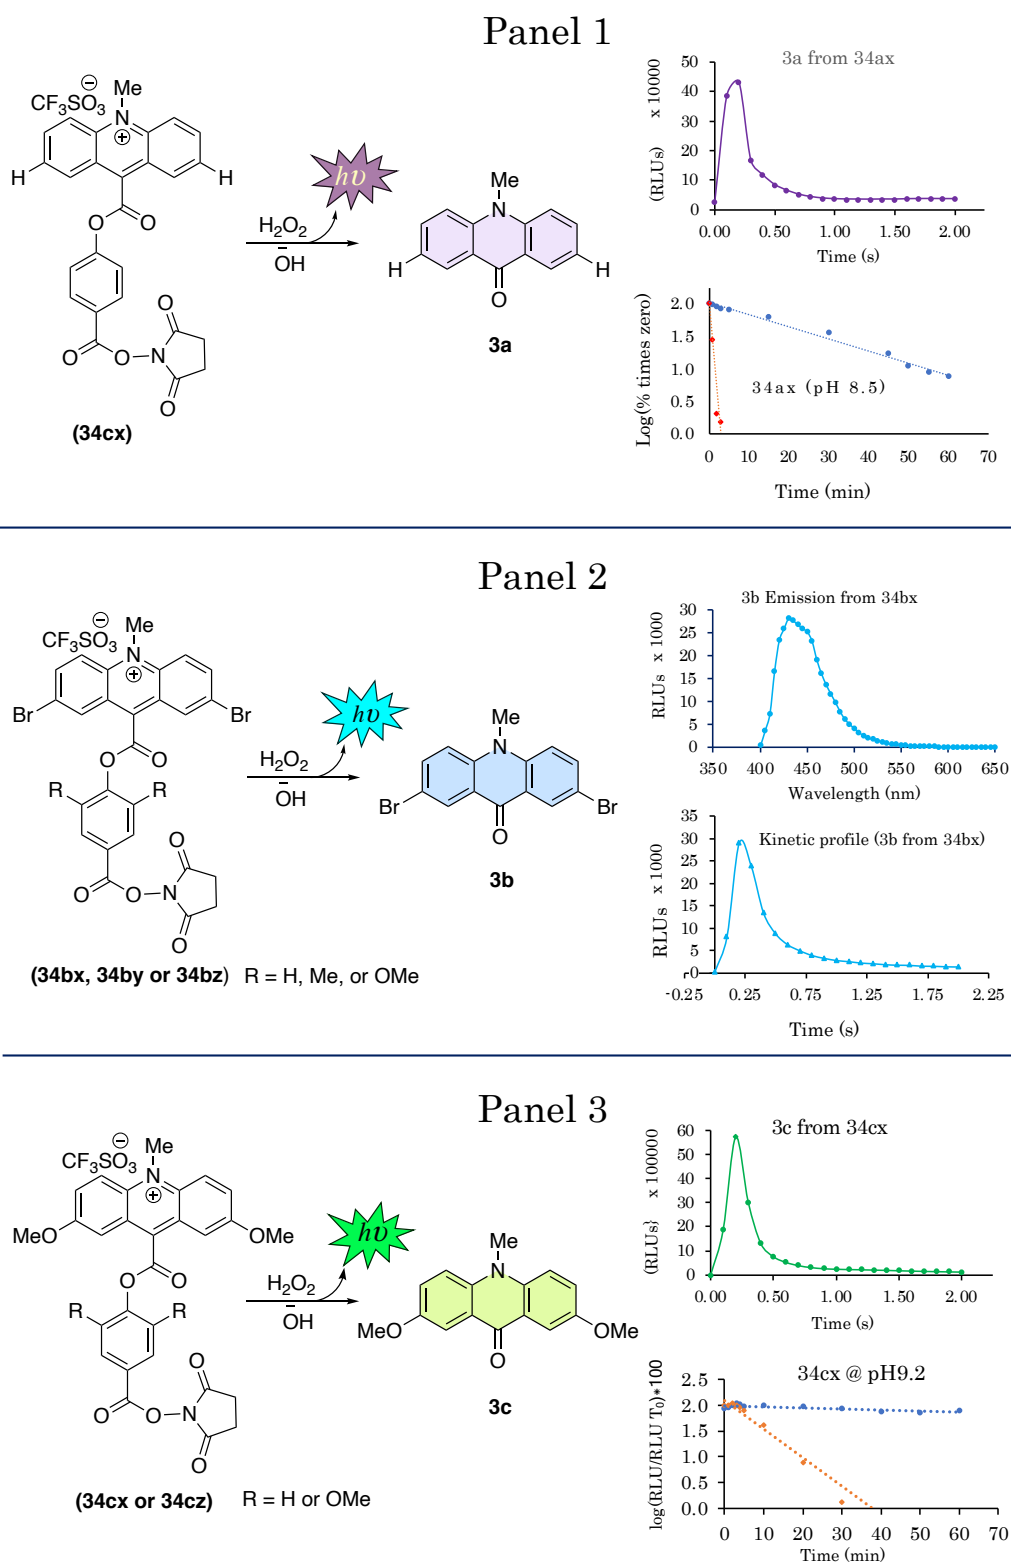 Panel 1
CF3SO3 ⊖
Me
N
⊕
H
H
O
O
O
O
O
N
O
O
(34cx)
hυ
H2O2
OH
Me
N
H
H
O
3a
3a from 34ax
(RLUs) x 10000
50
40
30
20
10
0
0.00 0.50 1.00 1.50 2.00
Time (s)
Log(% times zero)
2.0
1.5
1.0
0.5
0.0
34ax (pH 8.5)
0 10 20 30 40 50 60 70
Time (min)
Panel 2
CF3SO3 ⊖
Me
N
⊕
Br
Br
O
O
R
R
O
O
O
N
O
(34bx, 34by or 34bz) R = H, Me, or OMe
hυ
H2O2
OH
Me
N
Br
Br
O
3b
3b Emission from 34bx
RLUs x 1000
30
25
20
15
10
5
0
350 400 450 500 550 600 650
Wavelength (nm)
Kinetic profile (3b from 34bx)
RLUs x 1000
35
30
25
20
15
10
5
0
-0.25 0.25 0.75 1.25 1.75 2.25
Time (s)
Panel 3
CF3SO3 ⊖
Me
N
⊕
MeO
OMe
O
O
R
R
O
O
O
N
O
(34cx or 34cz) R = H or OMe
hυ
H2O2
OH
Me
N
MeO
OMe
O
3c
3c from 34cx
(RLUs} x 100000
60
50
40
30
20
10
0
0.00 0.50 1.00 1.50 2.00
Time (s)
34cx @ pH9.2
log(RLU/RLU T0)*100
2.5
2.0
1.5
1.0
0.5
0.0
0 10 20 30 40 50 60 70
Time (min)